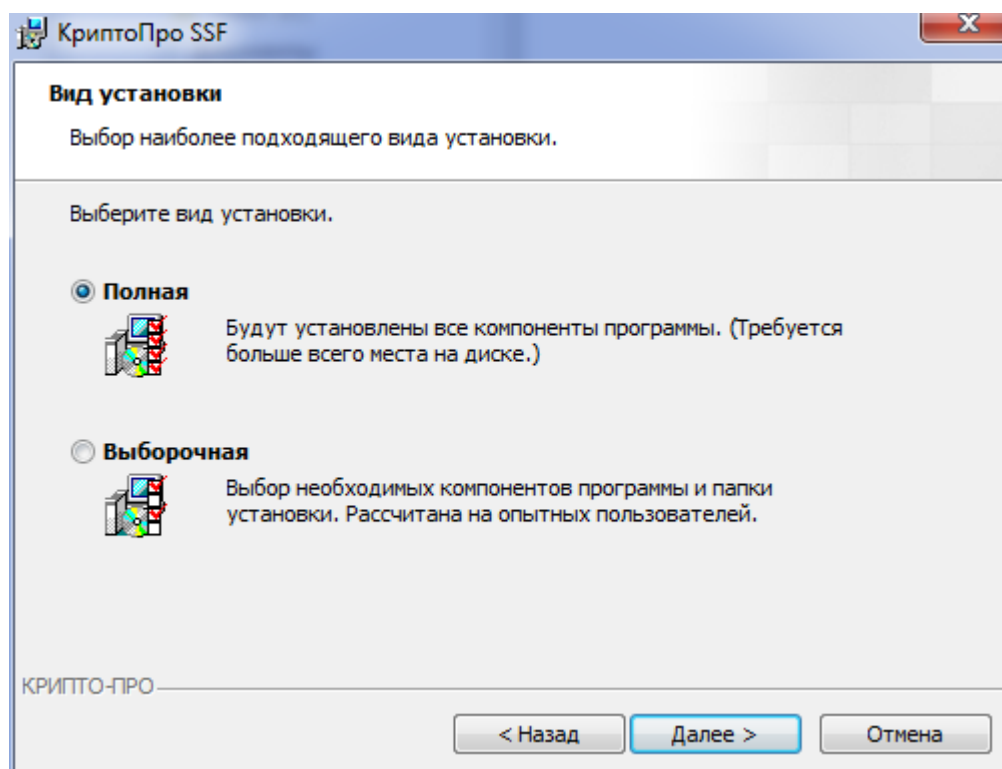 КриптоПро SSF
Вид установки
Выбор наиболее подходящего вида установки.
Выберите вид установки.
Полная
Будут установлены все компоненты программы. (Требуется
больше всего места на диске.)
Выборочная
Выбор необходимых компонентов программы и папки
установки. Рассчитана на опытных пользователей.
КРИПТО-ПРО
< Назад
Далее >
Отмена